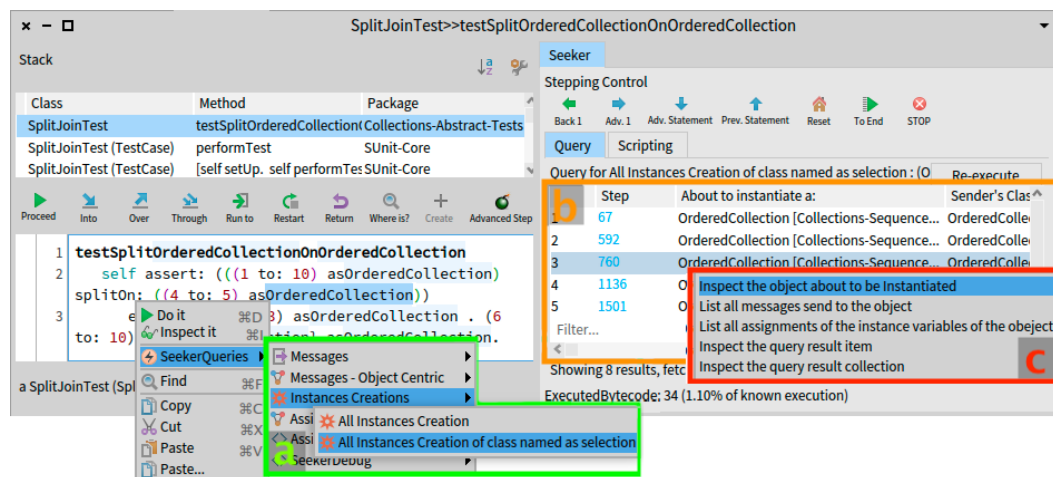 SplitJoinTest>>testSplitOrderedCollectionOnOrderedCollection
Stack
Class Method Package
SplitJoinTest testSplitOrderedCollection( Collections-Abstract-Tests
SplitJoinTest (TestCase) performTest SUnit-Core
SplitJoinTest (TestCase) [self setUp. self performTes SUnit-Core
Proceed Into Over Through Run to Restart Return Where is? Create Advanced Step
1 testSplitOrderedCollectionOnOrderedCollection
2 self assert: (((1 to: 10) asOrderedCollection)
splitOn: ((4 to: 5) asOrderedCollection))
3 e 3) asOrderedCollection . (6
to: 10)
a SplitJoinTest (Spl
Do it ⌘D
Inspect it ⌘I
SeekerQueries
Find ⌘F
Copy ⌘C
Cut ⌘X
Paste ⌘V
Paste...
Messages
Messages - Object Centric
Instances Creations
Assi
Assi
SeekerDebug
a
All Instances Creation
All Instances Creation of class named as selection
Seeker
Stepping Control
Back 1 Adv. 1 Adv. Statement Prev. Statement Reset To End STOP
Query Scripting
Query for All Instances Creation of class named as selection : (O Re-execute
b
Step About to instantiate a: Sender's Clas
1 67 OrderedCollection [Collections-Sequence... OrderedColle
2 592 OrderedCollection [Collections-Sequence... OrderedColle
3 760 OrderedCollection [Collections-Sequence... OrderedColle
4 1136 O
5 1501 O
Filter...
Inspect the object about to be Instantiated
List all messages send to the object
List all assignments of the instance variables of the obeject
Inspect the query result item
Inspect the query result collection
c
Showing 8 results, fetc
ExecutedBytecode: 34 (1.10% of known execution)